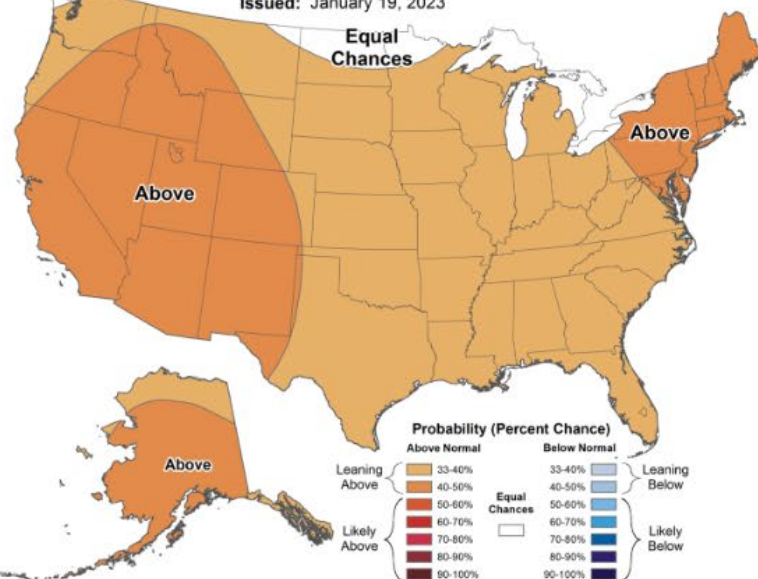 Issued: January 19, 2023
Equal
Chances
Above
Above
Above
Probability (Percent Chance)
Above Normal
Below Normal
Leaning
Above
33-40%
40-50%
Likely
Above
50-60%
60-70%
70-80%
80-90%
90-100%
Equal
Chances
33-40%
40-50%
Leaning
Below
50-60%
60-70%
70-80%
80-90%
90-100%
Likely
Below